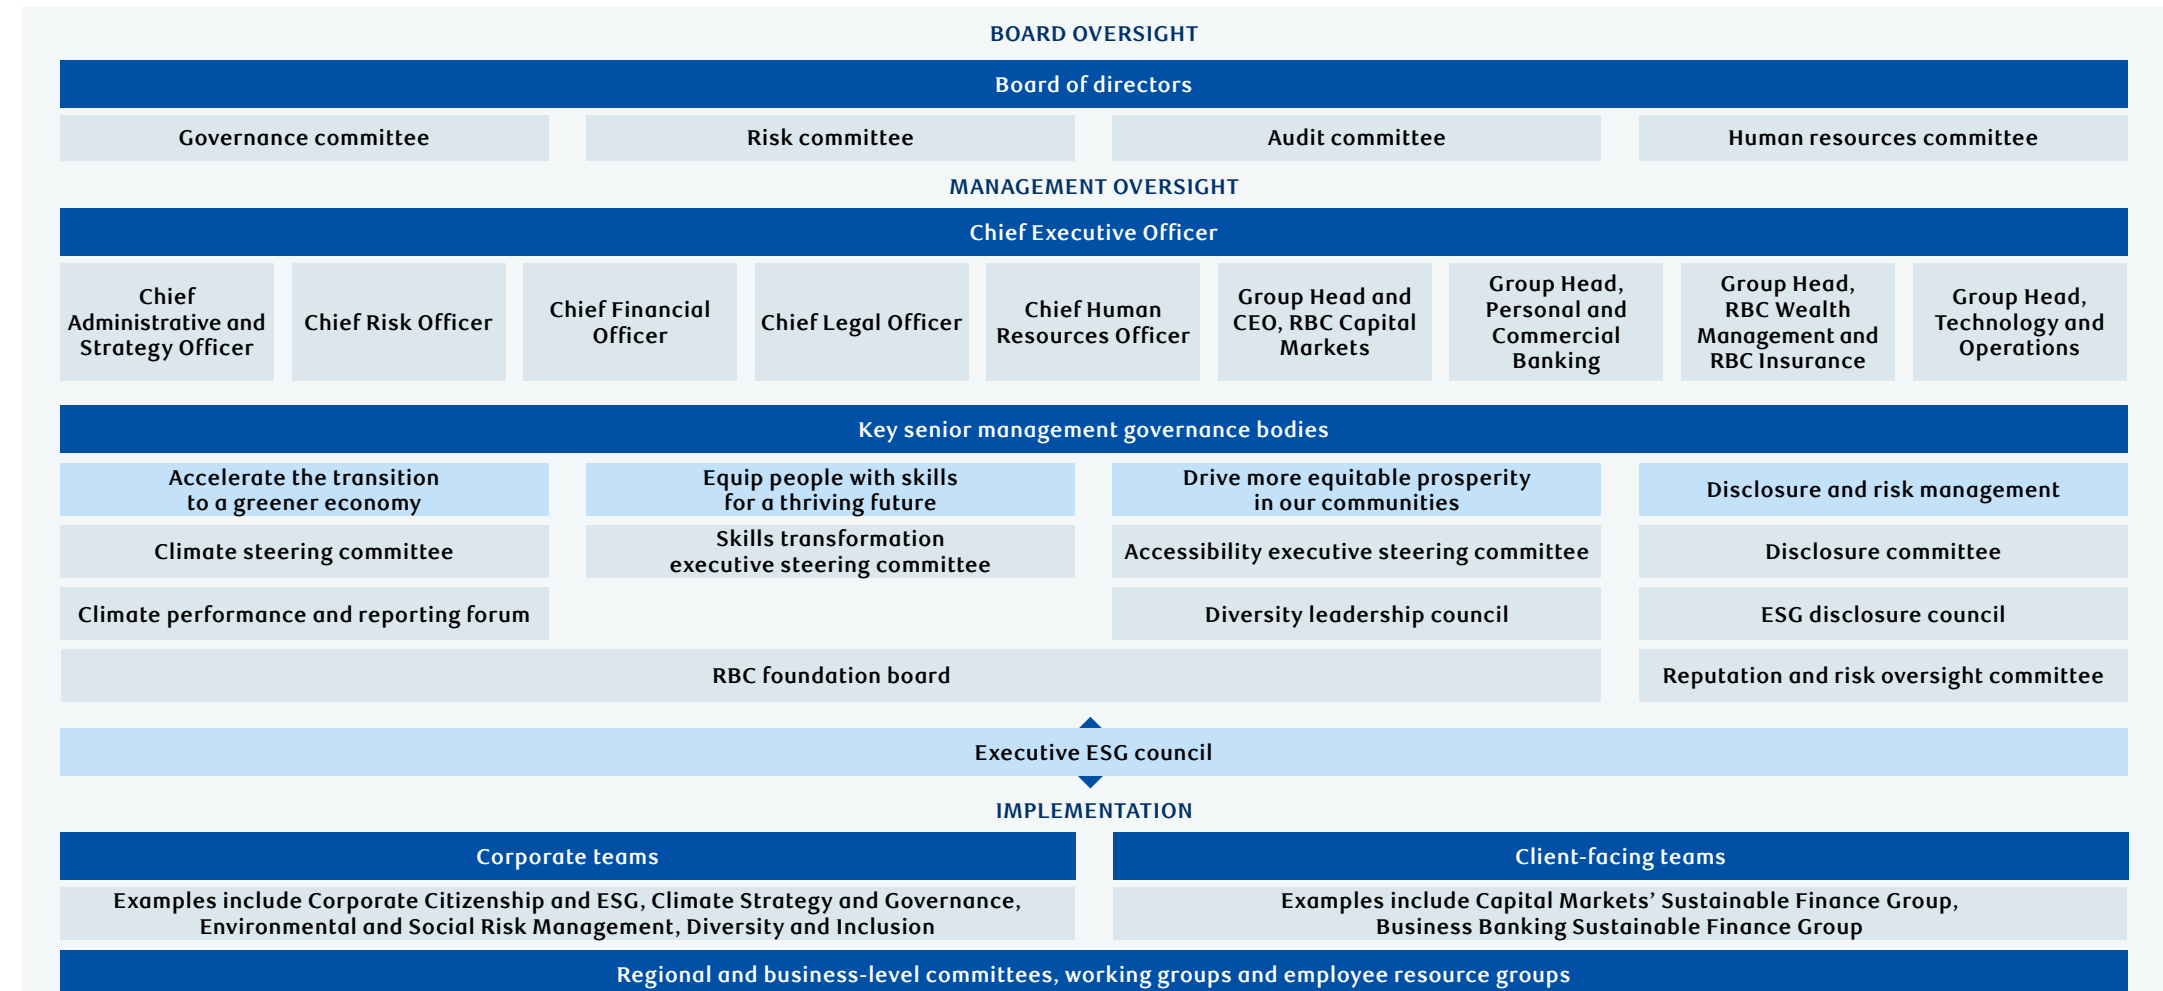 BOARD OVERSIGHT
Board of directors
Governance committee
Risk committee
Audit committee
Human resources committee
MANAGEMENT OVERSIGHT
Chief Executive Officer
Chief
Administrative and
Strategy Officer
Chief Risk Officer
Chief Financial
Officer
Chief Legal Officer
Chief Human
Resources Officer
Group Head and
CEO, RBC Capital
Markets
Group Head,
Personal and
Commercial
Banking
Group Head,
RBC Wealth
Management and
RBC Insurance
Group Head,
Technology and
Operations
Key senior management governance bodies
Accelerate the transition
to a greener economy
Equip people with skills
for a thriving future
Drive more equitable prosperity
in our communities
Disclosure and risk management
Climate steering committee
Skills transformation
executive steering committee
Accessibility executive steering committee
Disclosure committee
Climate performance and reporting forum
Diversity leadership council
ESG disclosure council
RBC foundation board
Reputation and risk oversight committee
Executive ESG council
IMPLEMENTATION
Corporate teams
Client-facing teams
Examples include Corporate Citizenship and ESG, Climate Strategy and Governance,
Environmental and Social Risk Management, Diversity and Inclusion
Examples include Capital Markets’ Sustainable Finance Group,
Business Banking Sustainable Finance Group
Regional and business-level committees, working groups and employee resource groups